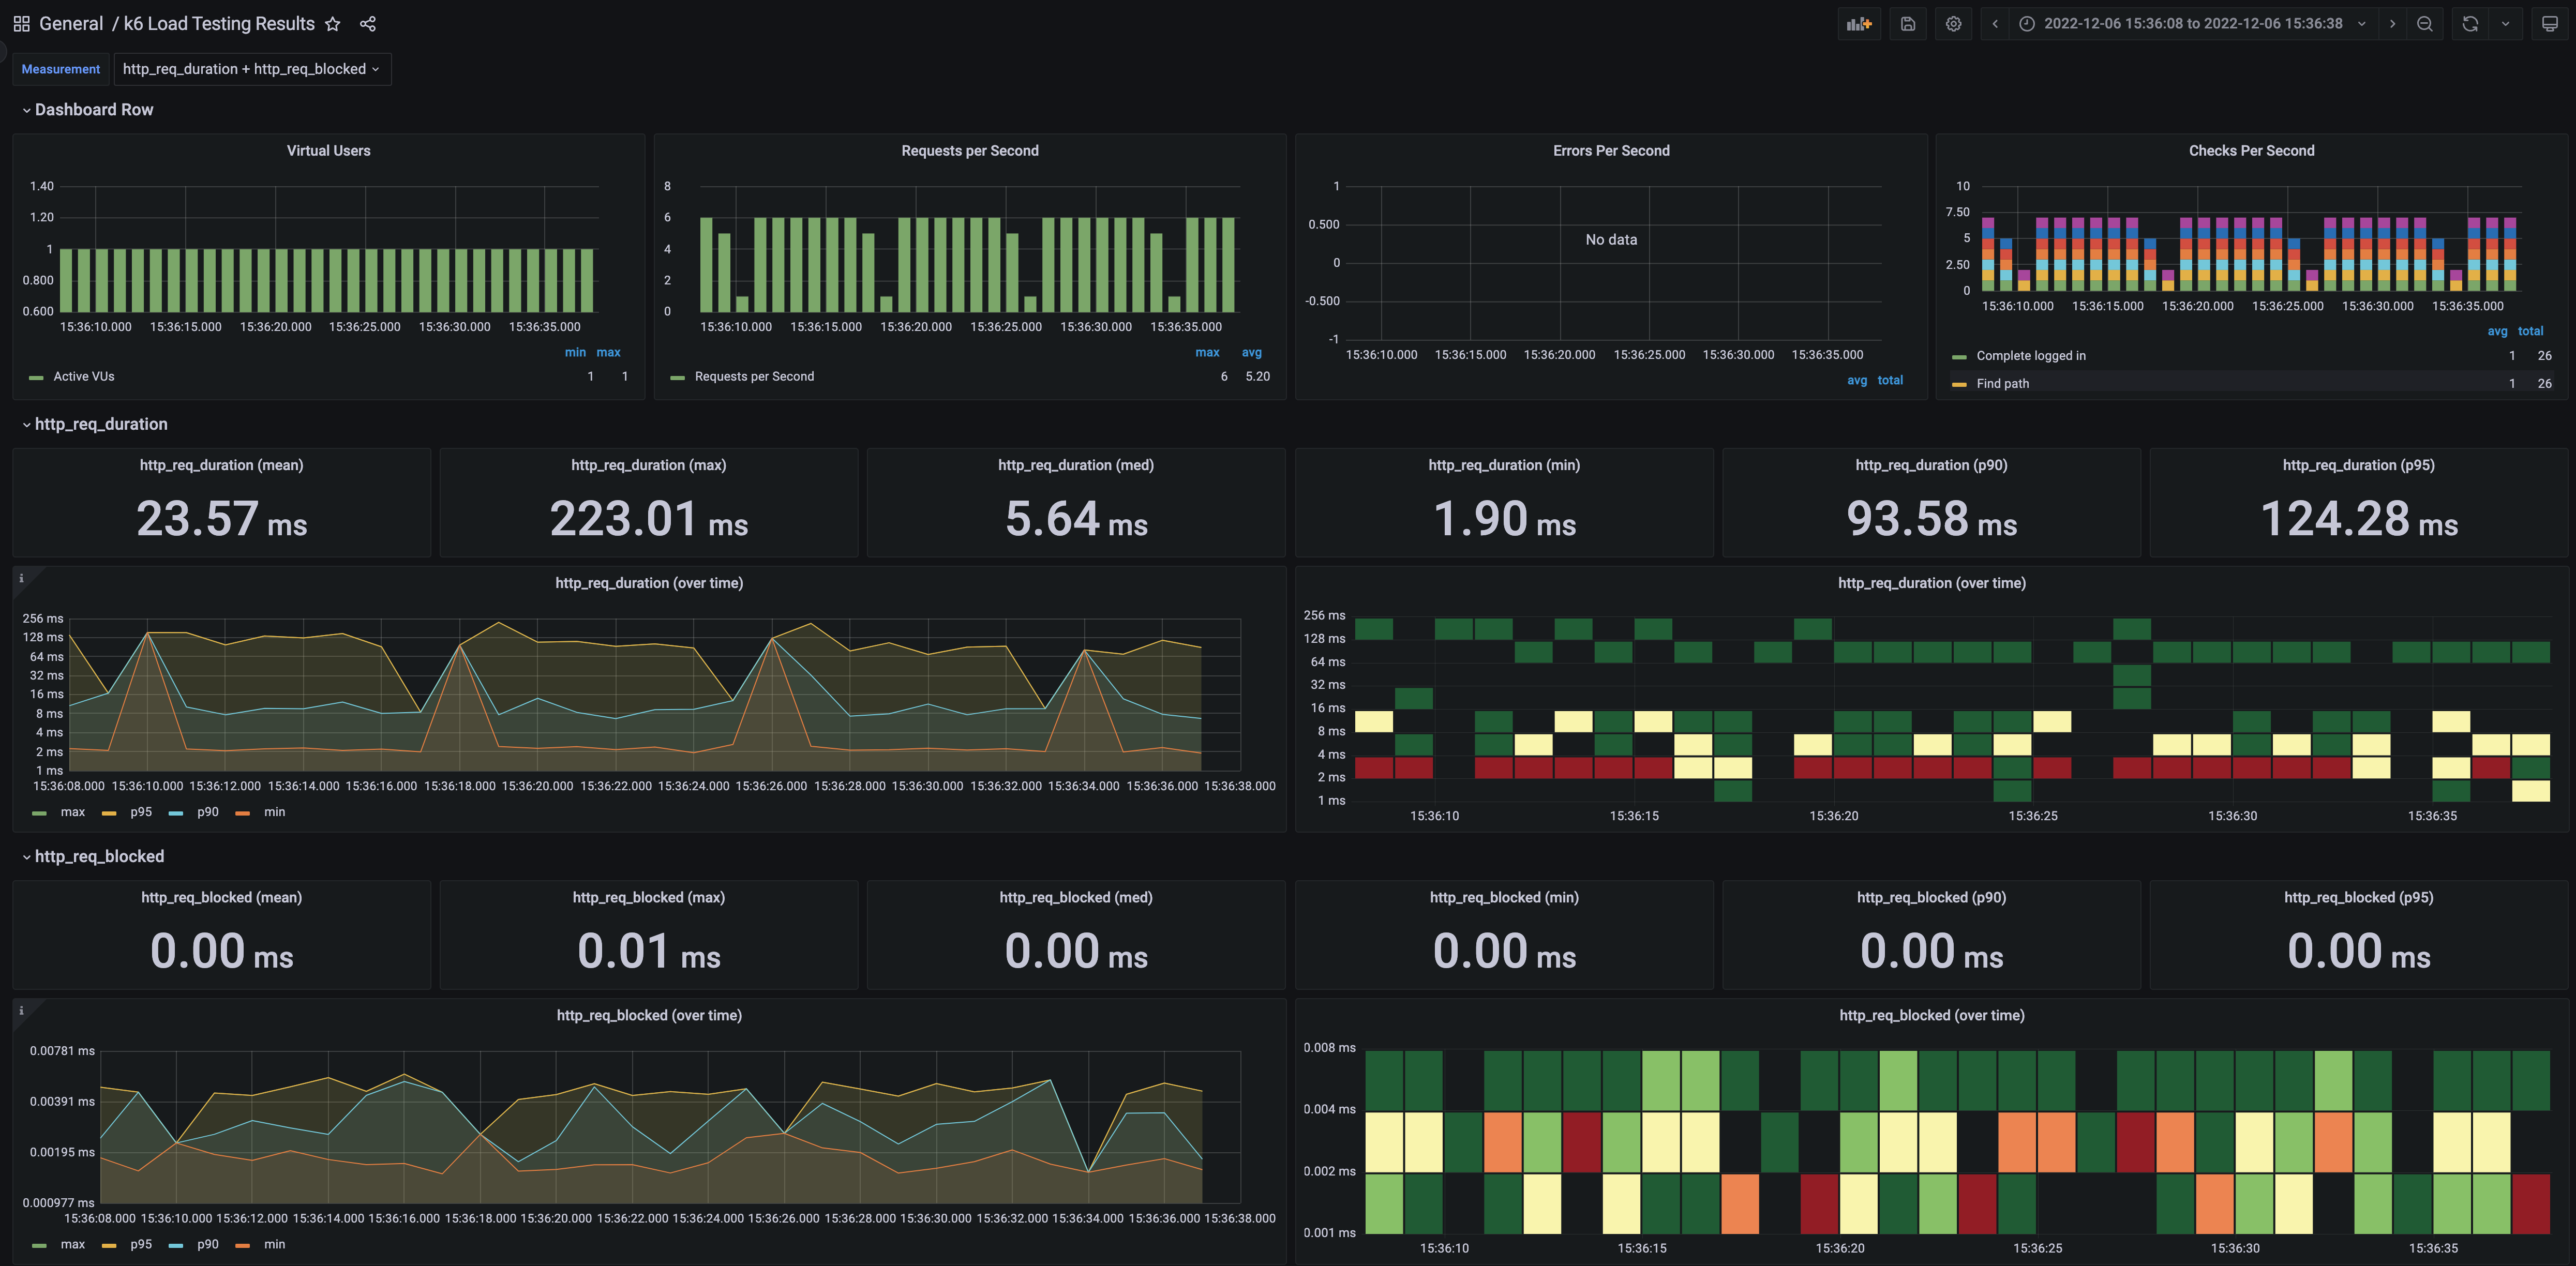 General / k6 Load Testing Results
2022-12-06 15:36:08 to 2022-12-06 15:36:38
Measurement http_req_duration + http_req_blocked
Dashboard Row
Virtual Users
1.40
1.20
1
0.800
0.600
15:36:10.000 15:36:15.000 15:36:20.000 15:36:25.000 15:36:30.000 15:36:35.000
min max
Active VUs 1 1
Requests per Second
8
6
4
2
0
15:36:10.000 15:36:15.000 15:36:20.000 15:36:25.000 15:36:30.000 15:36:35.000
max avg
Requests per Second 6 5.20
Errors Per Second
1
0.500
0
-0.500
-1
No data
15:36:10.000 15:36:15.000 15:36:20.000 15:36:25.000 15:36:30.000 15:36:35.000
avg total
Checks Per Second
10
7.50
5
2.50
0
15:36:10.000 15:36:15.000 15:36:20.000 15:36:25.000 15:36:30.000 15:36:35.000
avg total
Complete logged in 1 26
Find path 1 26
http_req_duration
http_req_duration (mean)
23.57 ms
http_req_duration (max)
223.01 ms
http_req_duration (med)
5.64 ms
http_req_duration (min)
1.90 ms
http_req_duration (p90)
93.58 ms
http_req_duration (p95)
124.28 ms
http_req_duration (over time)
256 ms
128 ms
64 ms
32 ms
16 ms
8 ms
4 ms
2 ms
1 ms
15:36:08.000 15:36:10.000 15:36:12.000 15:36:14.000 15:36:16.000 15:36:18.000 15:36:20.000 15:36:22.000 15:36:24.000 15:36:26.000 15:36:28.000 15:36:30.000 15:36:32.000 15:36:34.000 15:36:36.000 15:36:38.000
max p95 p90 min
http_req_duration (over time)
256 ms
128 ms
64 ms
32 ms
16 ms
8 ms
4 ms
2 ms
1 ms
15:36:10 15:36:15 15:36:20 15:36:25 15:36:30 15:36:35
http_req_blocked
http_req_blocked (mean)
0.00 ms
http_req_blocked (max)
0.01 ms
http_req_blocked (med)
0.00 ms
http_req_blocked (min)
0.00 ms
http_req_blocked (p90)
0.00 ms
http_req_blocked (p95)
0.00 ms
http_req_blocked (over time)
0.00781 ms
0.00391 ms
0.00195 ms
0.000977 ms
15:36:08.000 15:36:10.000 15:36:12.000 15:36:14.000 15:36:16.000 15:36:18.000 15:36:20.000 15:36:22.000 15:36:24.000 15:36:26.000 15:36:28.000 15:36:30.000 15:36:32.000 15:36:34.000 15:36:36.000 15:36:38.000
max p95 p90 min
http_req_blocked (over time)
0.008 ms
0.004 ms
0.002 ms
0.001 ms
15:36:10 15:36:15 15:36:20 15:36:25 15:36:30 15:36:35